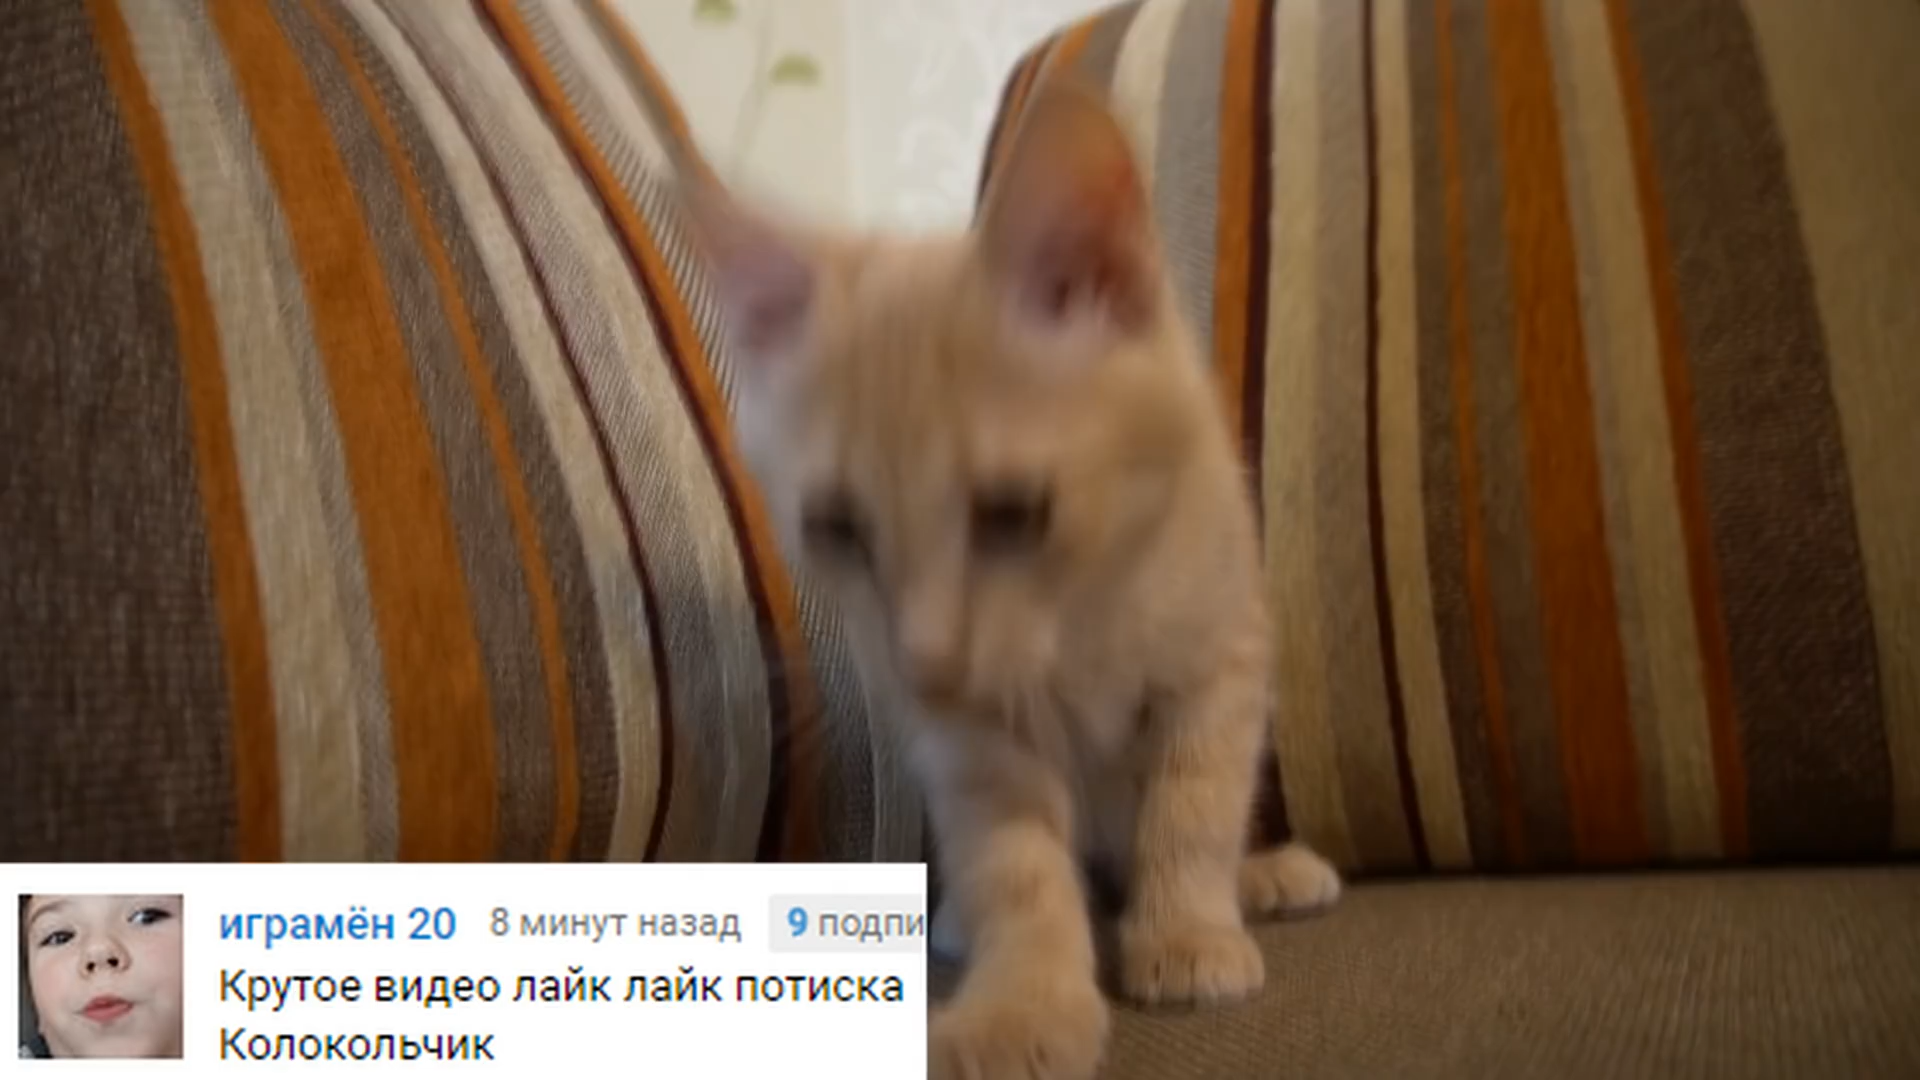 играмён 20 8 минут назад 9 подпи
Крутое видео лайк лайк потиска
Колокольчик